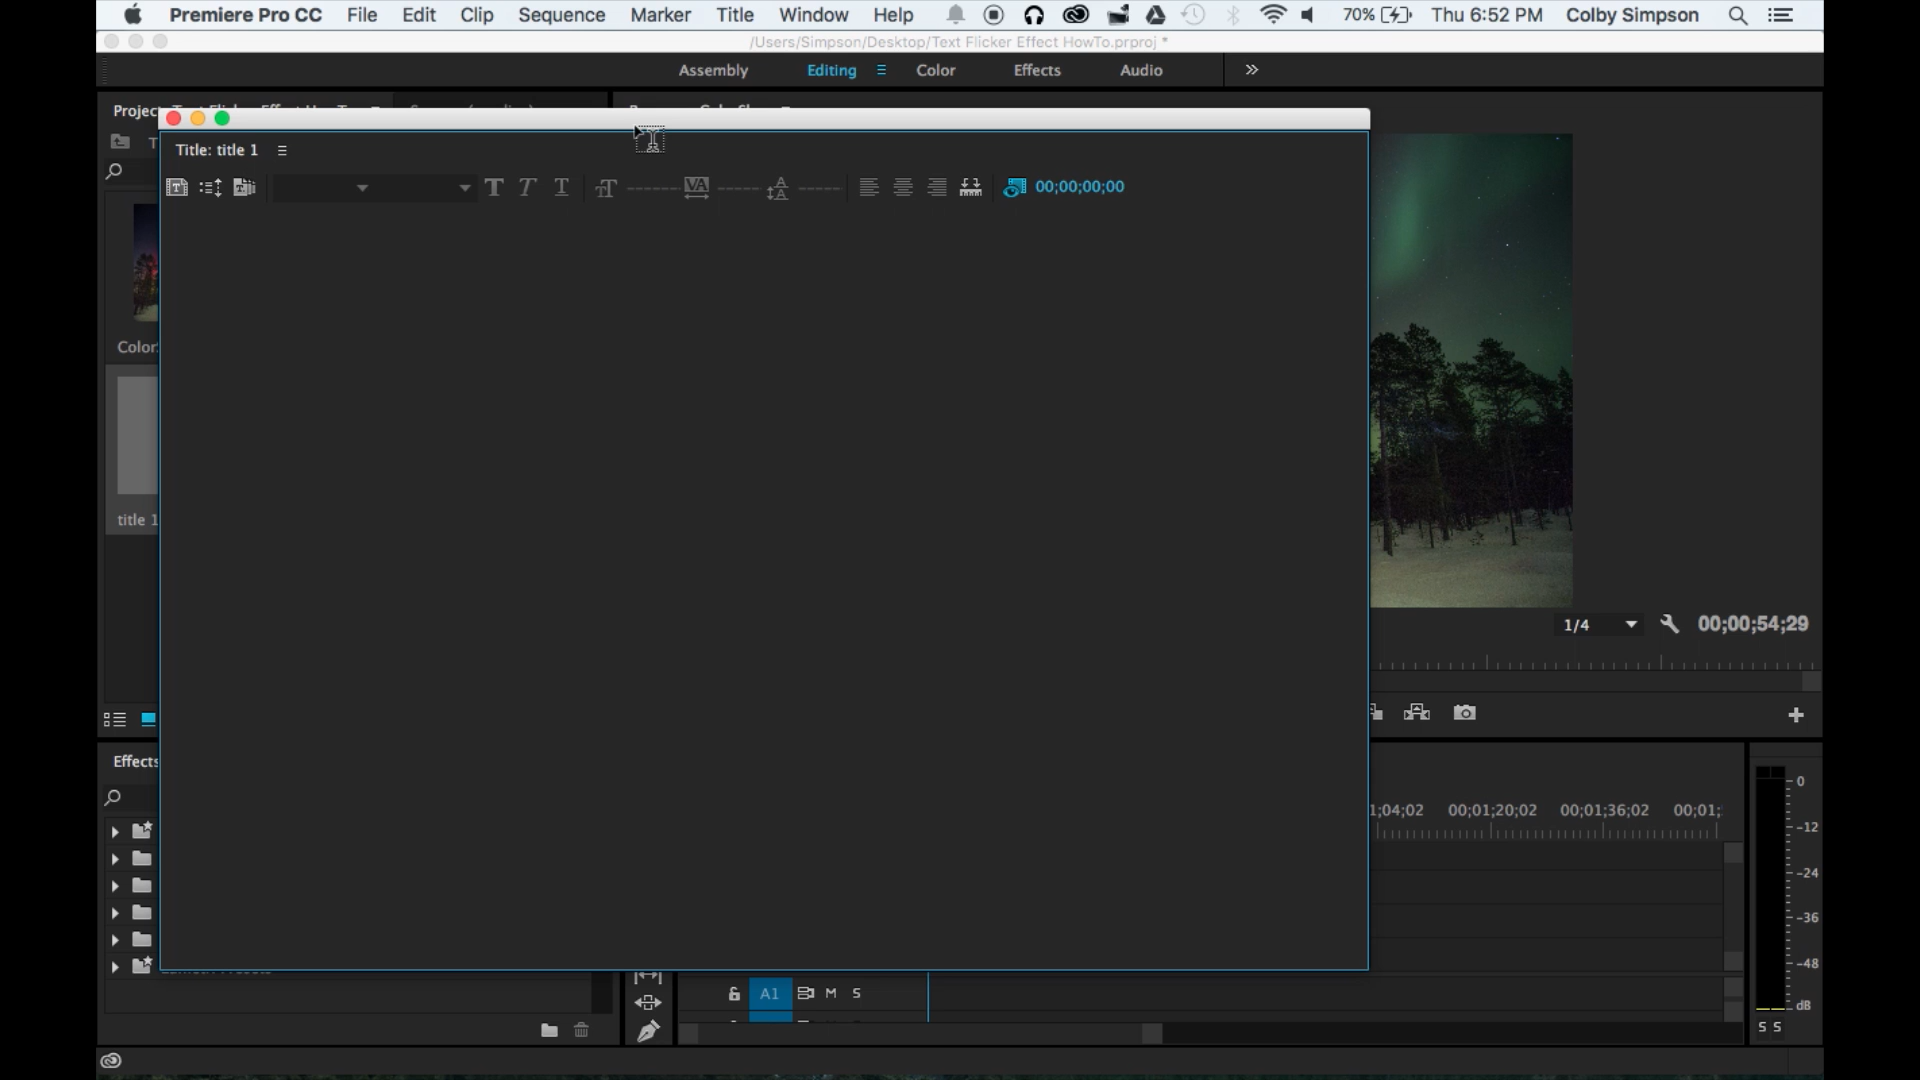 Premiere Pro CC File Edit Clip Sequence Marker Title Window Help 70% Thu 6:52 PM Colby Simpson
/Users/Simpson/Desktop/Text Flicker Effect HowTo.prproj *
Assembly Editing Color Effects Audio
Projec
Title: title 1
00;00;00;00
Color
title 1
1/4 00;00;54;29
Effects
1;04;02 00;01;20;02 00;01;36;02 00;01;
0
-12
-24
-36
-48
dB
A1 M S
S S